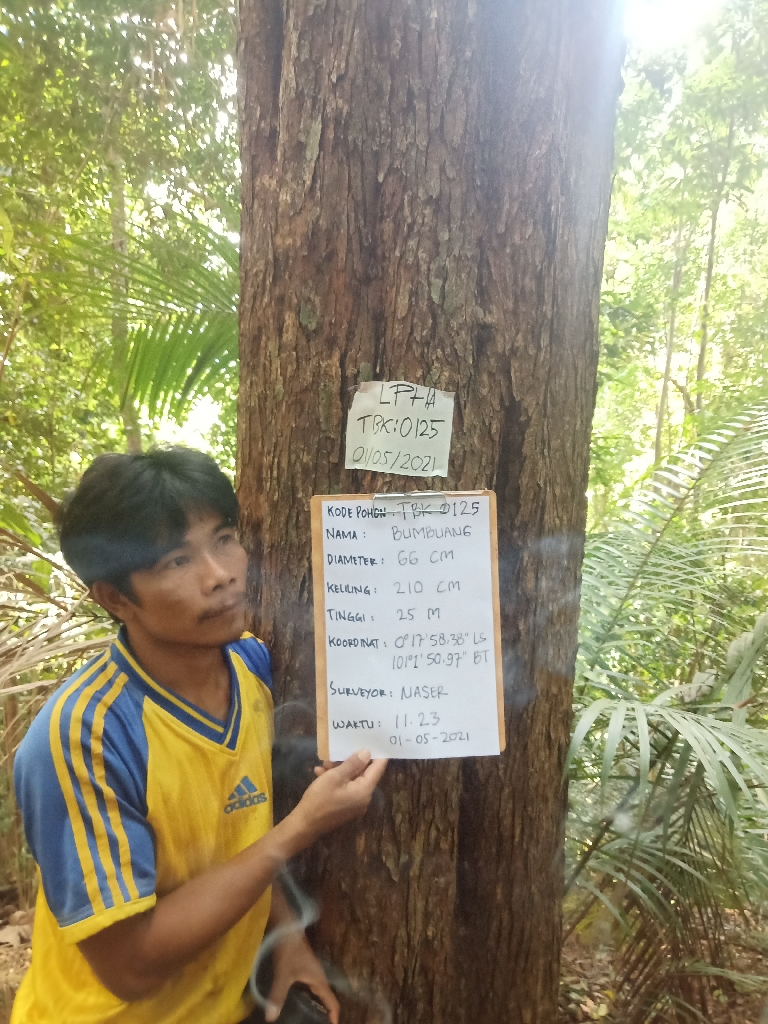 LPHA
TBK:0125
01/05/2021
KODE POHON : TBK 0125
NAMA : BUMBUANG
DIAMETER : 66 CM
KELILING : 210 CM
TINGGI : 25 M
KOORDINAT : 0°17'58.38" LS
101°1'50.97" BT
SURVEYOR : NASER
WAKTU : 11.23
01-05-2021
adidas